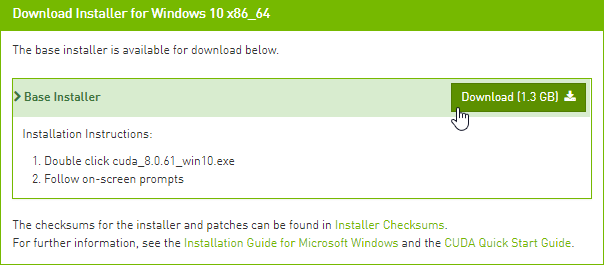 Download Installer for Windows 10 x86_64
The base installer is available for download below.
Base Installer
Download (1.3 GB)
Installation Instructions:
1. Double click cuda_8.0.61_win10.exe
2. Follow on-screen prompts
The checksums for the installer and patches can be found in Installer Checksums.
For further information, see the Installation Guide for Microsoft Windows and the CUDA Quick Start Guide.